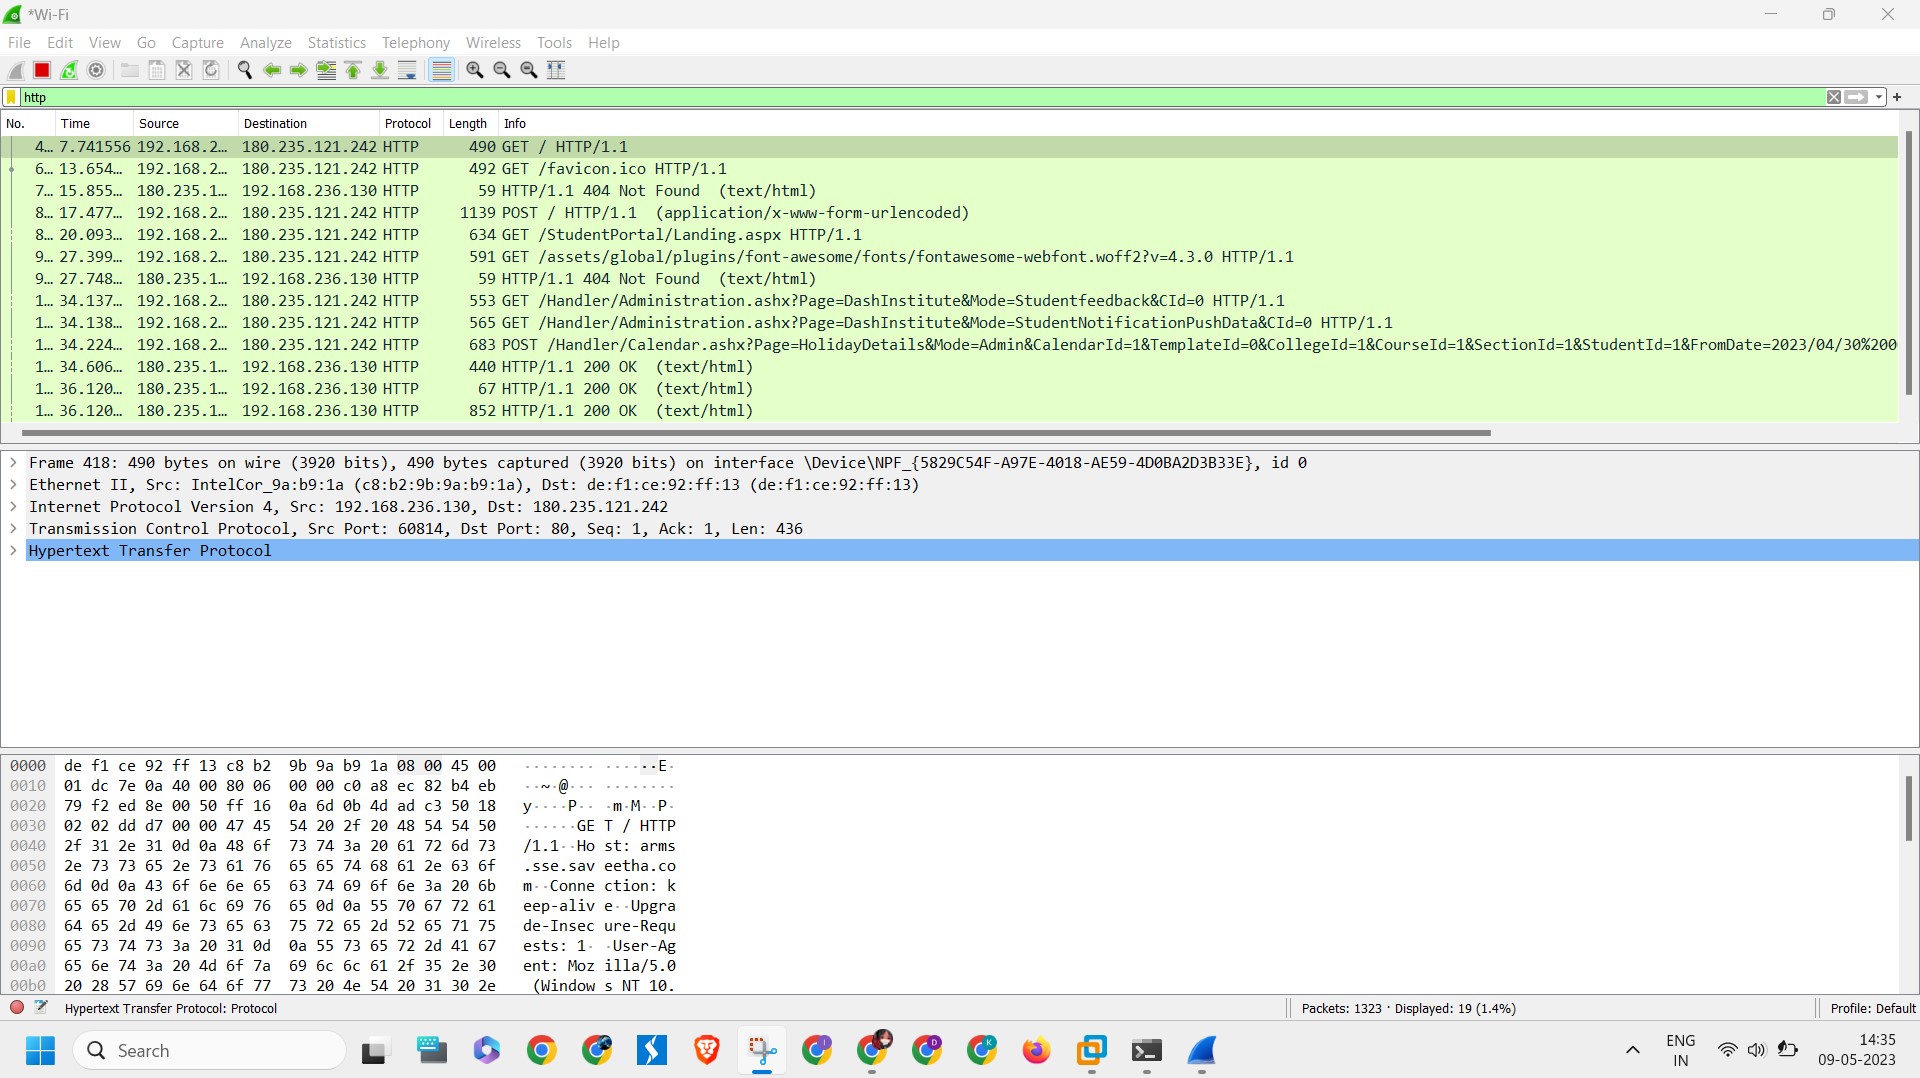 *Wi-Fi
File Edit View Go Capture Analyze Statistics Telephony Wireless Tools Help
http
No. Time Source Destination Protocol Length Info
4… 7.741556 192.168.2… 180.235.121.242 HTTP 490 GET / HTTP/1.1
6… 13.654… 192.168.2… 180.235.121.242 HTTP 492 GET /favicon.ico HTTP/1.1
7… 15.855… 180.235.1… 192.168.236.130 HTTP 59 HTTP/1.1 404 Not Found (text/html)
8… 17.477… 192.168.2… 180.235.121.242 HTTP 1139 POST / HTTP/1.1 (application/x-www-form-urlencoded)
8… 20.093… 192.168.2… 180.235.121.242 HTTP 634 GET /StudentPortal/Landing.aspx HTTP/1.1
9… 27.399… 192.168.2… 180.235.121.242 HTTP 591 GET /assets/global/plugins/font-awesome/fonts/fontawesome-webfont.woff2?v=4.3.0 HTTP/1.1
9… 27.748… 180.235.1… 192.168.236.130 HTTP 59 HTTP/1.1 404 Not Found (text/html)
1… 34.137… 192.168.2… 180.235.121.242 HTTP 553 GET /Handler/Administration.ashx?Page=DashInstitute&Mode=Studentfeedback&CId=0 HTTP/1.1
1… 34.138… 192.168.2… 180.235.121.242 HTTP 565 GET /Handler/Administration.ashx?Page=DashInstitute&Mode=StudentNotificationPushData&CId=0 HTTP/1.1
1… 34.224… 192.168.2… 180.235.121.242 HTTP 683 POST /Handler/Calendar.ashx?Page=HolidayDetails&Mode=Admin&CalendarId=1&TemplateId=0&CollegeId=1&CourseId=1&SectionId=1&StudentId=1&FromDate=2023/04/30%200
1… 34.606… 180.235.1… 192.168.236.130 HTTP 440 HTTP/1.1 200 OK (text/html)
1… 36.120… 180.235.1… 192.168.236.130 HTTP 67 HTTP/1.1 200 OK (text/html)
1… 36.120… 180.235.1… 192.168.236.130 HTTP 852 HTTP/1.1 200 OK (text/html)
Frame 418: 490 bytes on wire (3920 bits), 490 bytes captured (3920 bits) on interface \Device\NPF_{5829C54F-A97E-4018-AE59-4D0BA2D3B33E}, id 0
Ethernet II, Src: IntelCor_9a:b9:1a (c8:b2:9b:9a:b9:1a), Dst: de:f1:ce:92:ff:13 (de:f1:ce:92:ff:13)
Internet Protocol Version 4, Src: 192.168.236.130, Dst: 180.235.121.242
Transmission Control Protocol, Src Port: 60814, Dst Port: 80, Seq: 1, Ack: 1, Len: 436
Hypertext Transfer Protocol
0000 de f1 ce 92 ff 13 c8 b2 9b 9a b9 1a 08 00 45 00 ········ ······E·
0010 01 dc 7e 0a 40 00 80 06 00 00 c0 a8 ec 82 b4 eb ··~·@··· ········
0020 79 f2 ed 8e 00 50 ff 16 0a 6d 0b 4d ad c3 50 18 y····P·· ·m·M··P·
0030 02 02 dd d7 00 00 47 45 54 20 2f 20 48 54 54 50 ······GE T / HTTP
0040 2f 31 2e 31 0d 0a 48 6f 73 74 3a 20 61 72 6d 73 /1.1··Ho st: arms
0050 2e 73 73 65 2e 73 61 76 65 65 74 68 61 2e 63 6f .sse.sav eetha.co
0060 6d 0d 0a 43 6f 6e 6e 65 63 74 69 6f 6e 3a 20 6b m··Conne ction: k
0070 65 65 70 2d 61 6c 69 76 65 0d 0a 55 70 67 72 61 eep-aliv e··Upgra
0080 64 65 2d 49 6e 73 65 63 75 72 65 2d 52 65 71 75 de-Insec ure-Requ
0090 65 73 74 73 3a 20 31 0d 0a 55 73 65 72 2d 41 67 ests: 1· ·User-Ag
00a0 65 6e 74 3a 20 4d 6f 7a 69 6c 6c 61 2f 35 2e 30 ent: Moz illa/5.0
00b0 20 28 57 69 6e 64 6f 77 73 20 4e 54 20 31 30 2e (Window s NT 10.
Hypertext Transfer Protocol: Protocol Packets: 1323 · Displayed: 19 (1.4%) Profile: Default
Search ENG 14:35
IN 09-05-2023